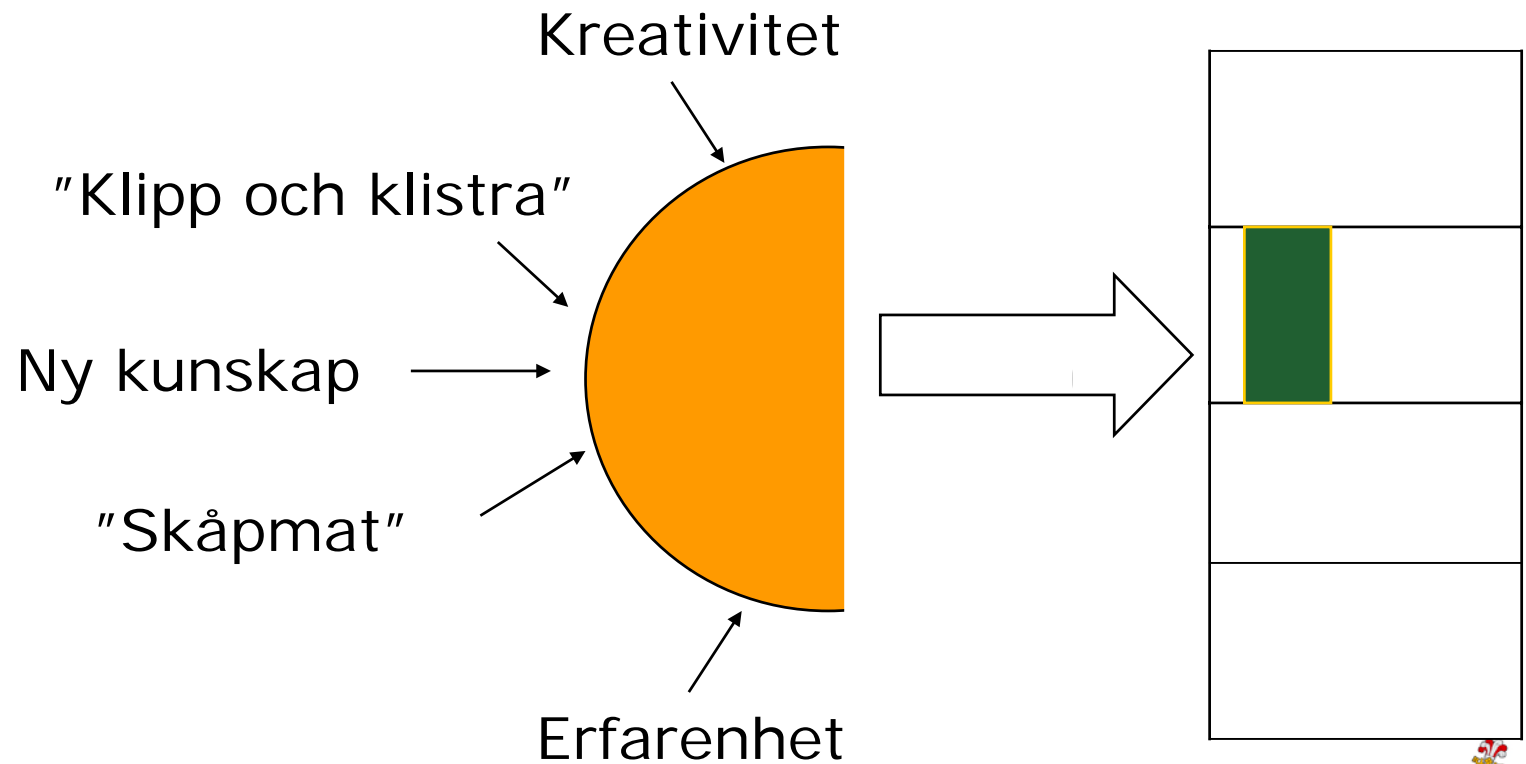 Kreativitet
"Klipp och klistra"
Ny kunskap
"Skåpmat"
Erfarenhet